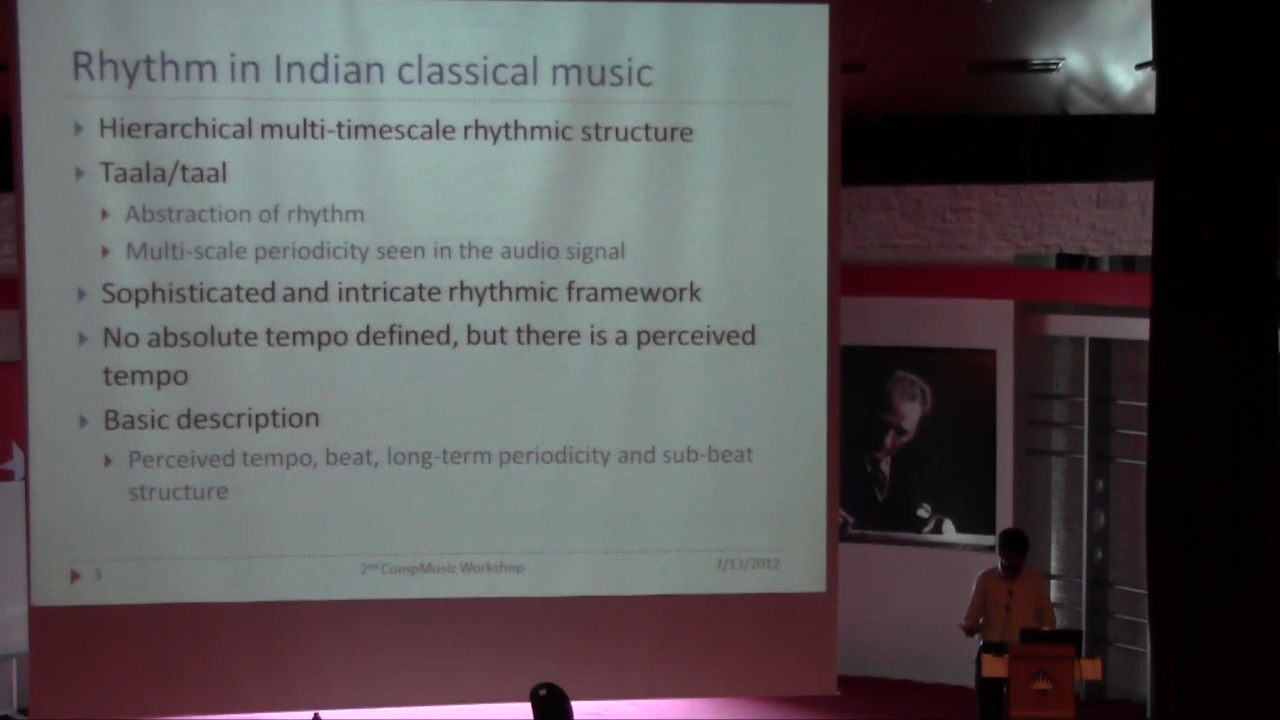 Rhythm in Indian classical music
Hierarchical multi-timescale rhythmic structure
Taala/taal
Abstraction of rhythm
Multi-scale periodicity seen in the audio signal
Sophisticated and intricate rhythmic framework
No absolute tempo defined, but there is a perceived
tempo
Basic description
Perceived tempo, beat, long-term periodicity and sub-beat
structure
3 2nd CompMusic Workshop 7/13/2012